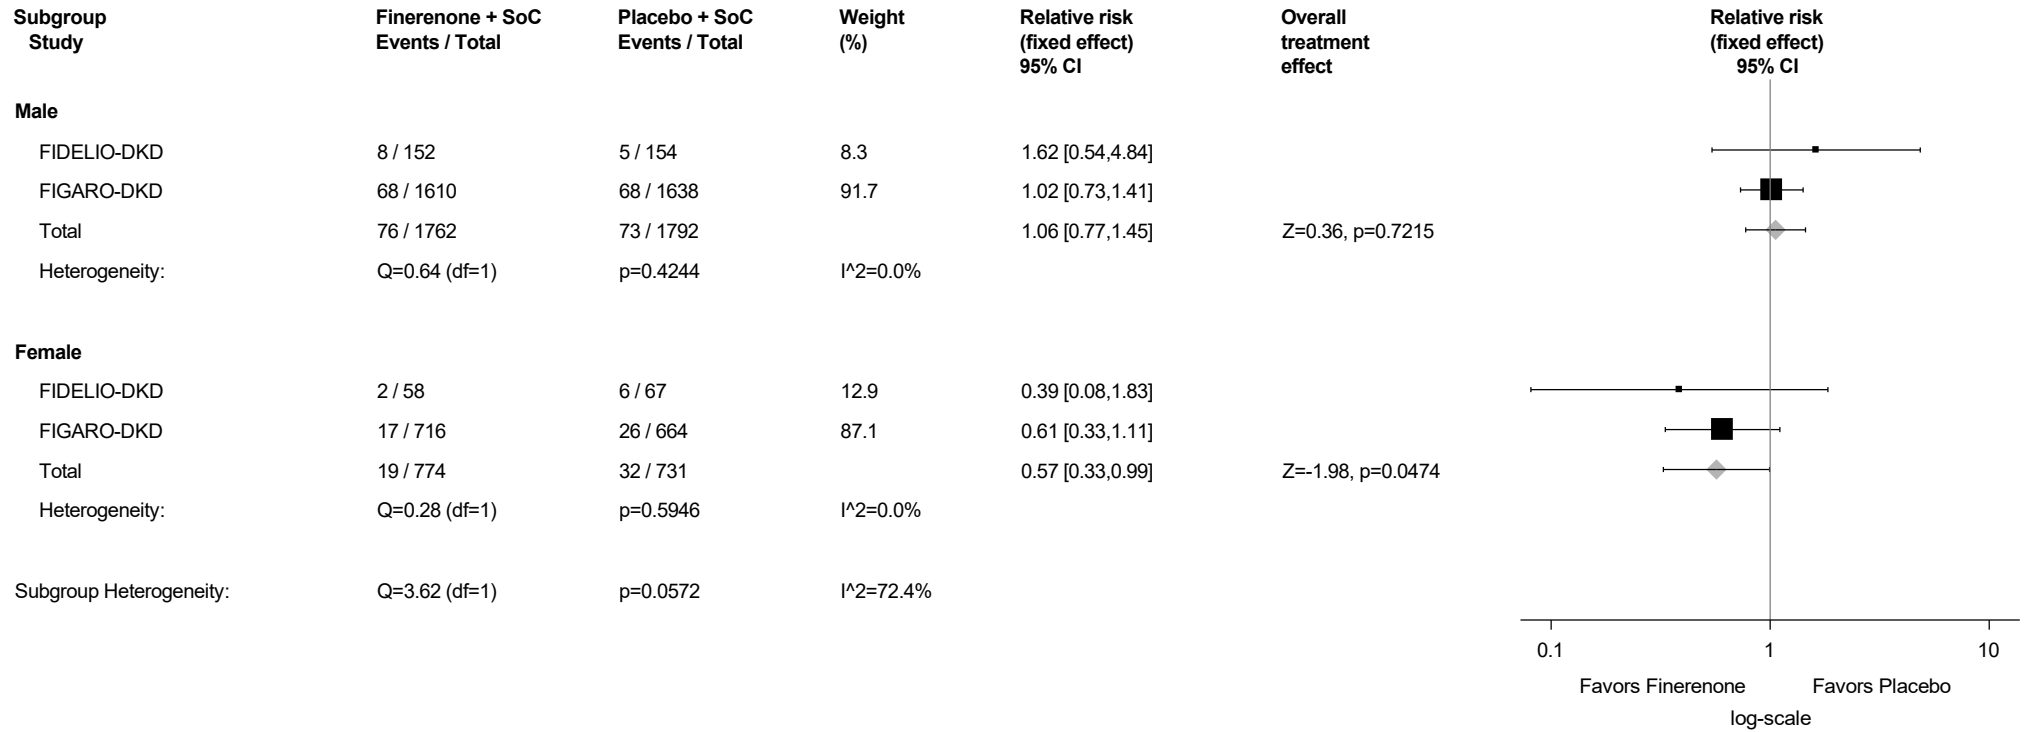 Subgroup Finerenone + SoC Placebo + SoC Weight Relative risk Overall Relative risk
Study Events / Total Events / Total (%) (fixed effect) treatment (fixed effect)
95% CI effect 95% CI
Male
FIDELIO-DKD 8 / 152 5 / 154 8.3 1.62 [0.54,4.84]
FIGARO-DKD 68 / 1610 68 / 1638 91.7 1.02 [0.73,1.41]
Total 76 / 1762 73 / 1792 1.06 [0.77,1.45] Z=0.36, p=0.7215
Heterogeneity: Q=0.64 (df=1) p=0.4244 I^2=0.0%
Female
FIDELIO-DKD 2 / 58 6 / 67 12.9 0.39 [0.08,1.83]
FIGARO-DKD 17 / 716 26 / 664 87.1 0.61 [0.33,1.11]
Total 19 / 774 32 / 731 0.57 [0.33,0.99] Z=-1.98, p=0.0474
Heterogeneity: Q=0.28 (df=1) p=0.5946 I^2=0.0%
Subgroup Heterogeneity: Q=3.62 (df=1) p=0.0572 I^2=72.4%
0.1 1 10
Favors Finerenone Favors Placebo
log-scale